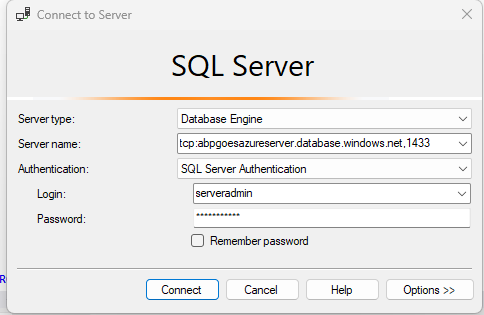 Connect to Server
SQL Server
Server type: Database Engine
Server name: tcp:abpgoesazureserver.database.windows.net,1433
Authentication: SQL Server Authentication
Login: serveradmin
Password: ***********
Remember password
Connect Cancel Help Options >>